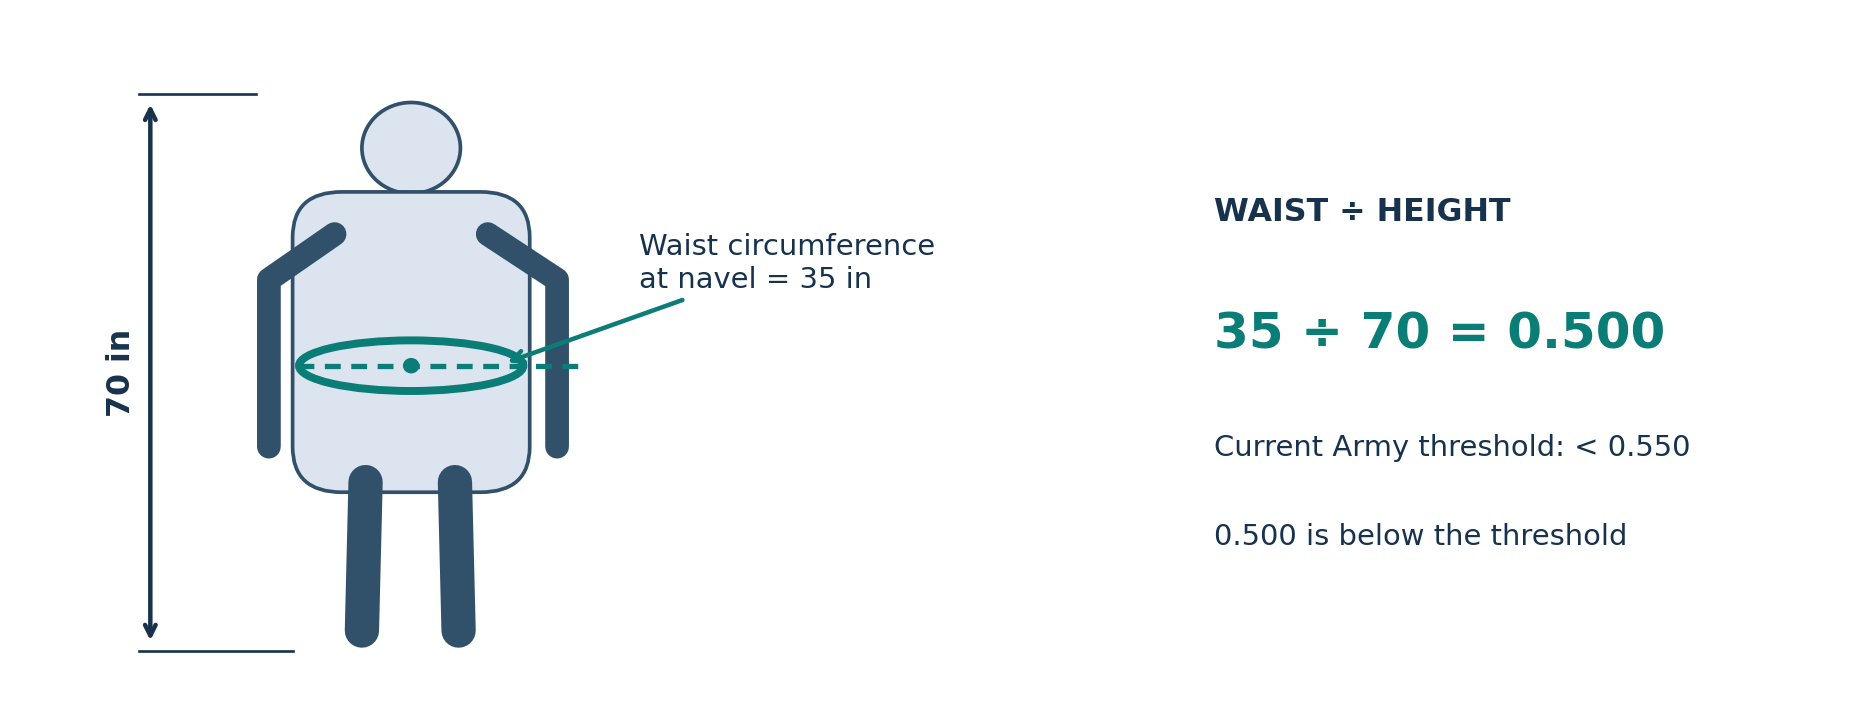 70 in
Waist circumference
at navel = 35 in
WAIST ÷ HEIGHT
35 ÷ 70 = 0.500
Current Army threshold: < 0.550
0.500 is below the threshold